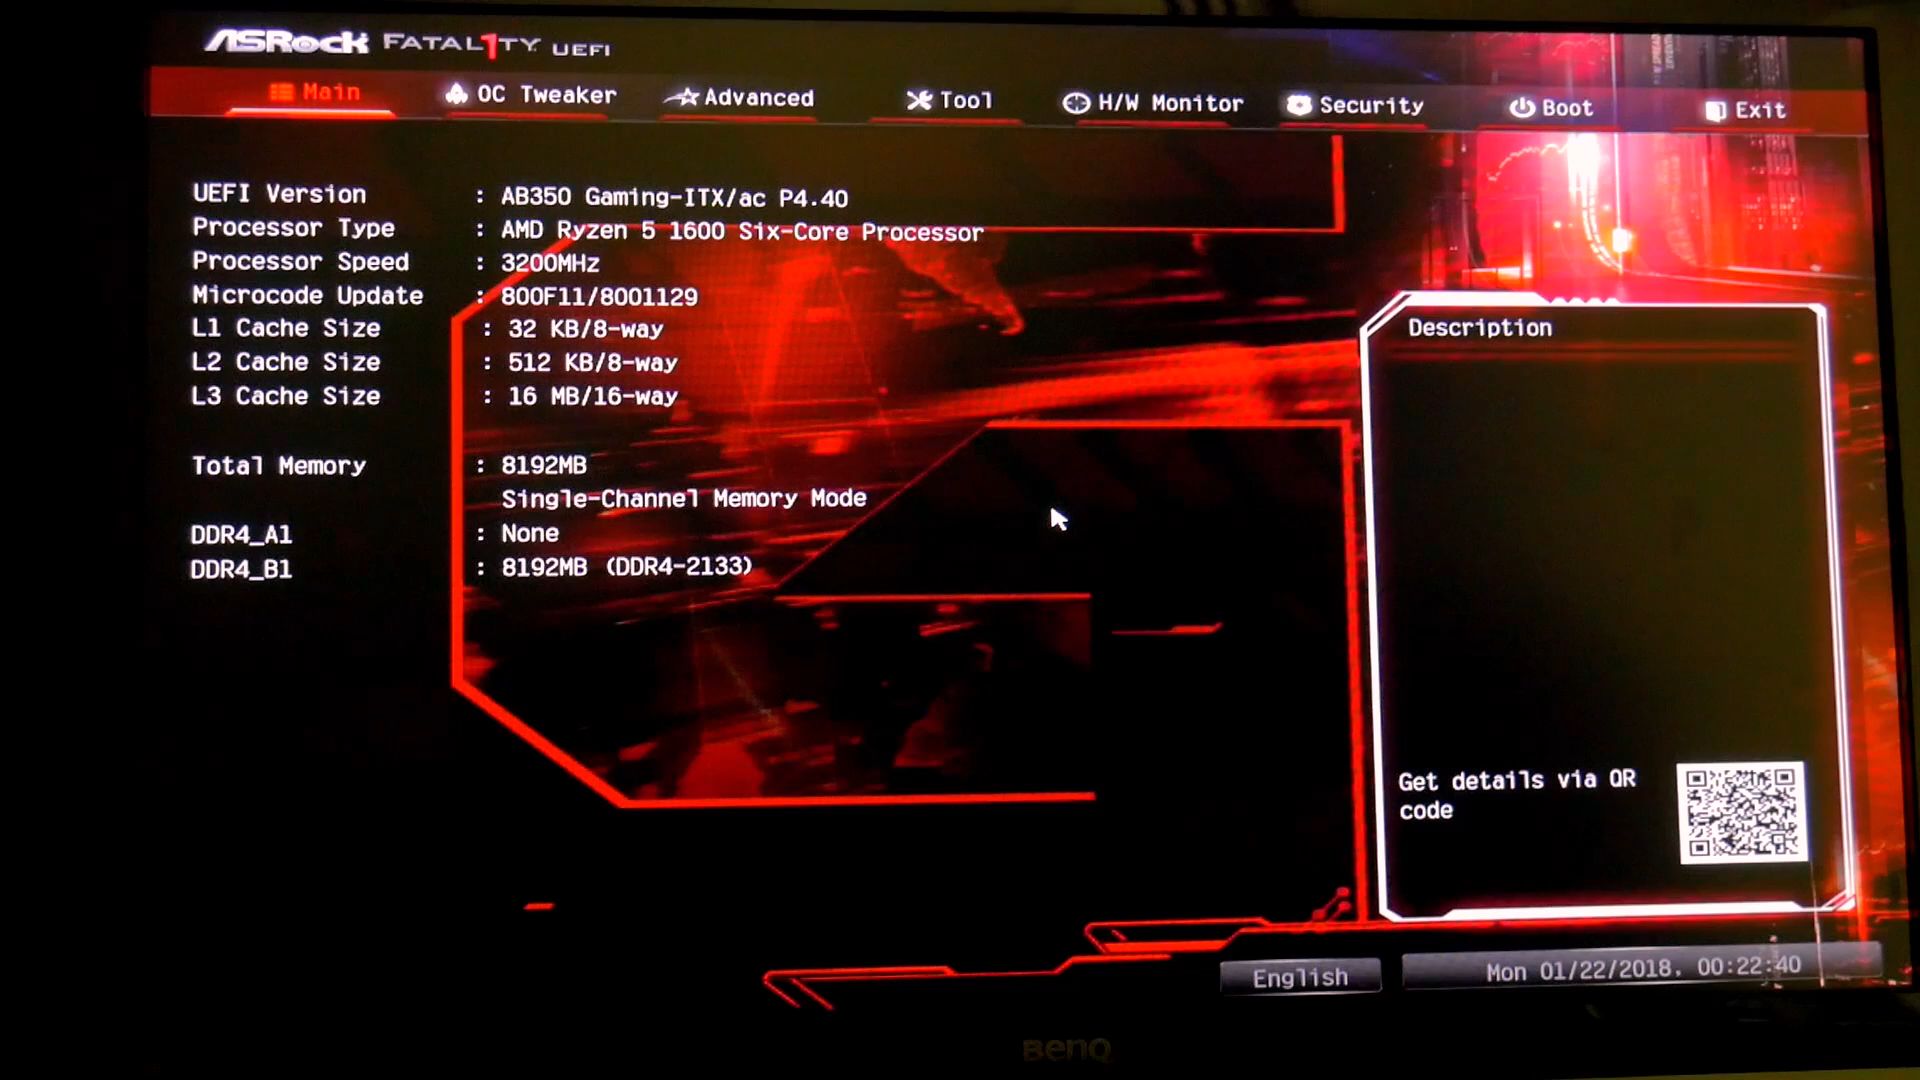 ASRock FATAL1TY UEFI
Main OC Tweaker Advanced Tool H/W Monitor Security Boot Exit
UEFI Version : AB350 Gaming-ITX/ac P4.40
Processor Type : AMD Ryzen 5 1600 Six-Core Processor
Processor Speed : 3200MHz
Microcode Update : 800F11/8001129
L1 Cache Size : 32 KB/8-way
L2 Cache Size : 512 KB/8-way
L3 Cache Size : 16 MB/16-way
Total Memory : 8192MB
Single-Channel Memory Mode
DDR4_A1 : None
DDR4_B1 : 8192MB (DDR4-2133)
Description
Get details via QR
code
English
Mon 01/22/2018, 00:22:40
BenQ